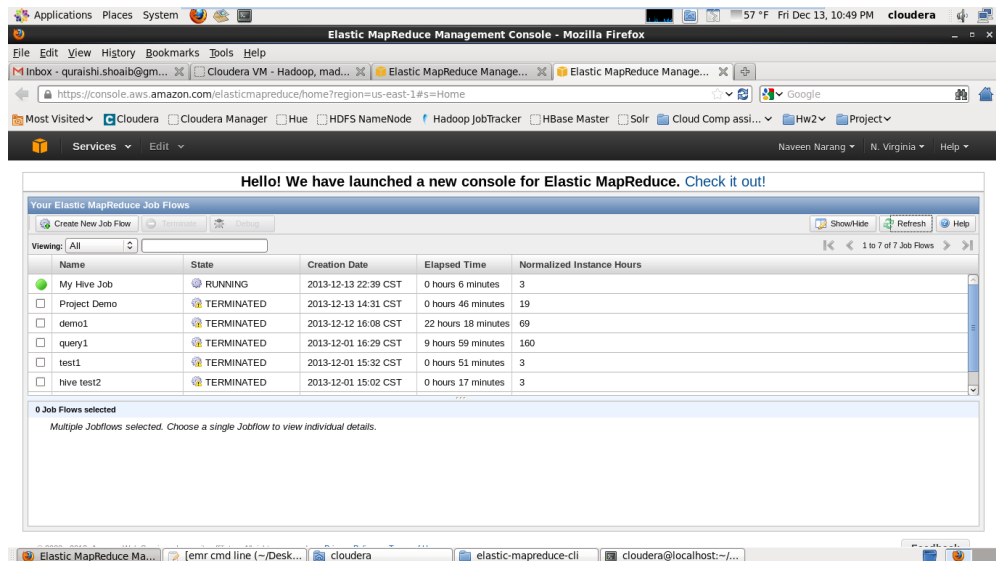 Applications Places System 57 °F Fri Dec 13, 10:49 PM cloudera
Elastic MapReduce Management Console - Mozilla Firefox
File Edit View History Bookmarks Tools Help
Inbox - quraishi.shoaib@gm... Cloudera VM - Hadoop, mad... Elastic MapReduce Manage... Elastic MapReduce Manage...
https://console.aws.amazon.com/elasticmapreduce/home?region=us-east-1#s=Home Google
Most Visited Cloudera Cloudera Manager Hue HDFS NameNode Hadoop JobTracker HBase Master Solr Cloud Comp assi... Hw2 Project
Services Edit Naveen Narang N. Virginia Help
Hello! We have launched a new console for Elastic MapReduce. Check it out!
Your Elastic MapReduce Job Flows
Create New Job Flow Terminate Debug Show/Hide Refresh Help
Viewing: All 1 to 7 of 7 Job Flows
Name State Creation Date Elapsed Time Normalized Instance Hours
My Hive Job RUNNING 2013-12-13 22:39 CST 0 hours 6 minutes 3
Project Demo TERMINATED 2013-12-13 14:31 CST 0 hours 46 minutes 19
demo1 TERMINATED 2013-12-12 16:08 CST 22 hours 18 minutes 69
query1 TERMINATED 2013-12-01 16:29 CST 9 hours 59 minutes 160
test1 TERMINATED 2013-12-01 15:32 CST 0 hours 51 minutes 3
hive test2 TERMINATED 2013-12-01 15:02 CST 0 hours 17 minutes 3
0 Job Flows selected
Multiple Jobflows selected. Choose a single Jobflow to view individual details.
Feedback
Elastic MapReduce Ma... [emr cmd line (~/Desk... cloudera elastic-mapreduce-cli cloudera@localhost:~/...